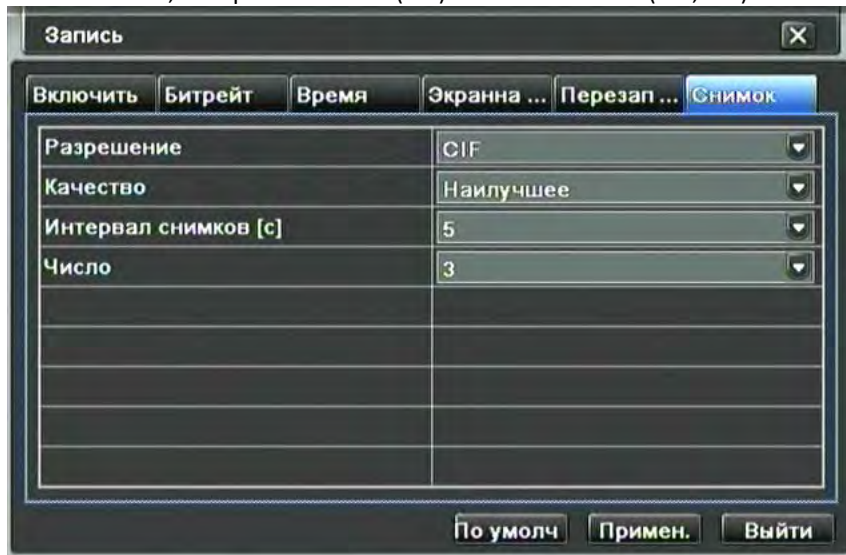 Запись
Включить Битрейт Время Экранна ... Перезап ... Снимок
Разрешение CIF
Качество Наилучшее
Интервал снимков [с] 5
Число 3
По умолч Примен. Выйти